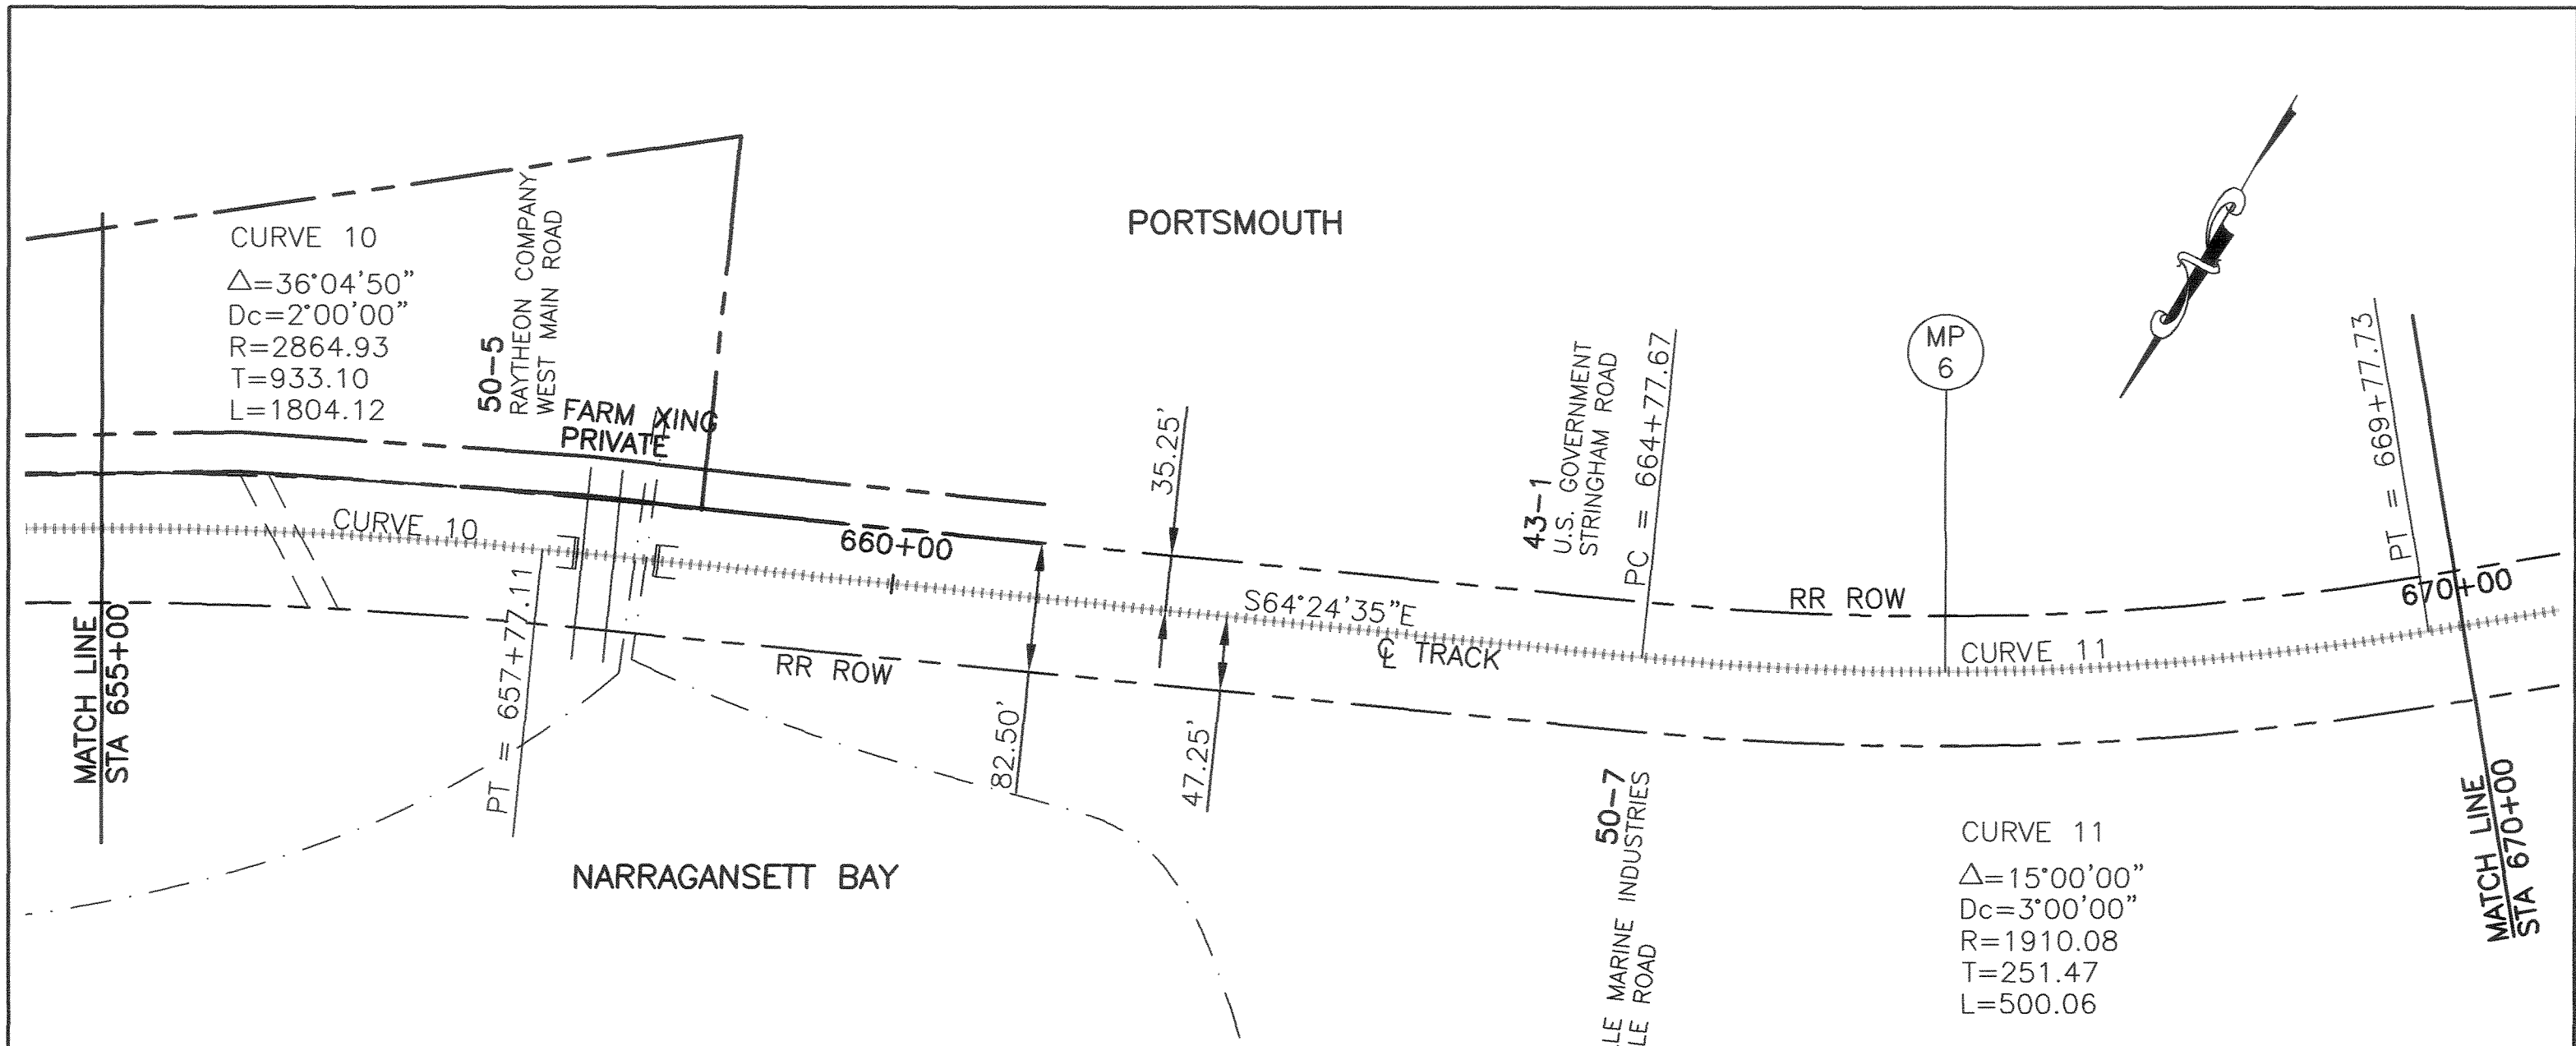 PORTSMOUTH
CURVE 10
Δ=36°04'50"
Dc=2°00'00"
R=2864.93
T=933.10
L=1804.12
50-5
RAYTHEON COMPANY
WEST MAIN ROAD
FARM XING
PRIVATE
CURVE 10
660+00
MATCH LINE
STA 655+00
PT = 657+77.11
RR ROW
82.50'
35.25'
47.25'
S64°24'35"E
℄ TRACK
43-1
U.S. GOVERNMENT
STRINGHAM ROAD
PC = 664+77.67
MP
6
RR ROW
CURVE 11
PT = 669+77.73
670+00
MATCH LINE
STA 670+00
NARRAGANSETT BAY
50-7
LE MARINE INDUSTRIES
LE ROAD
CURVE 11
Δ=15°00'00"
Dc=3°00'00"
R=1910.08
T=251.47
L=500.06